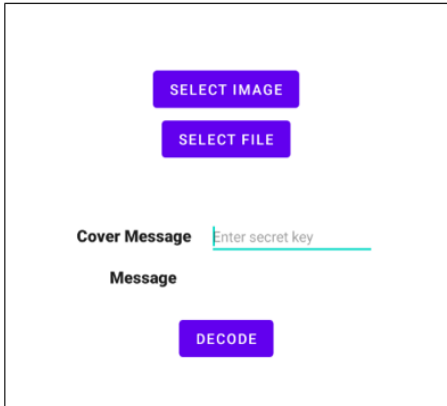 SELECT IMAGE
SELECT FILE
Cover Message Enter secret key
Message
DECODE